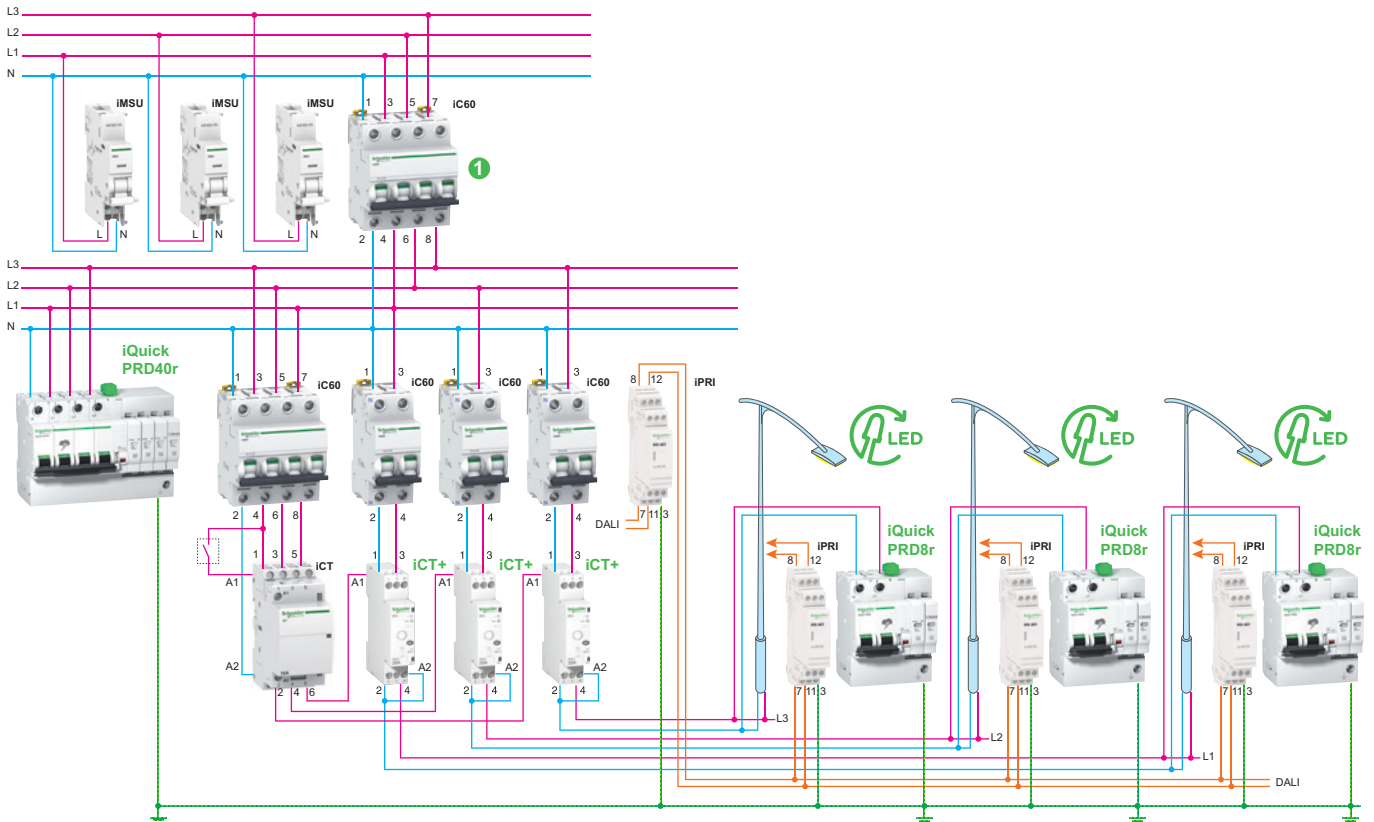 L3
L2
L1
N
iMSU
iMSU
iMSU
1 3 5 7 iC60
1
L N
L N
L N
2 4 6 8
L3
L2
L1
N
iQuick
PRD40r
1 3 5 7 iC60
1 3 iC60
1 3 iC60
1 3 iC60
8 12 iPRI
LED
LED
LED
2 4 6 8
2 4
2 4
2 4
7 11 3
DALI
1 3 5 iCT
1 3 iCT+
1 3 iCT+
1 3 iCT+
A1
A1
A1
A1
A2
A2
A2
A2
2 4 6
2 4
2 4
2 4
iPRI
8 12
iQuick
PRD8r
iPRI
8 12
iQuick
PRD8r
iPRI
8 12
iQuick
PRD8r
7 11 3
7 11 3
7 11 3
L3
L2
L1
DALI